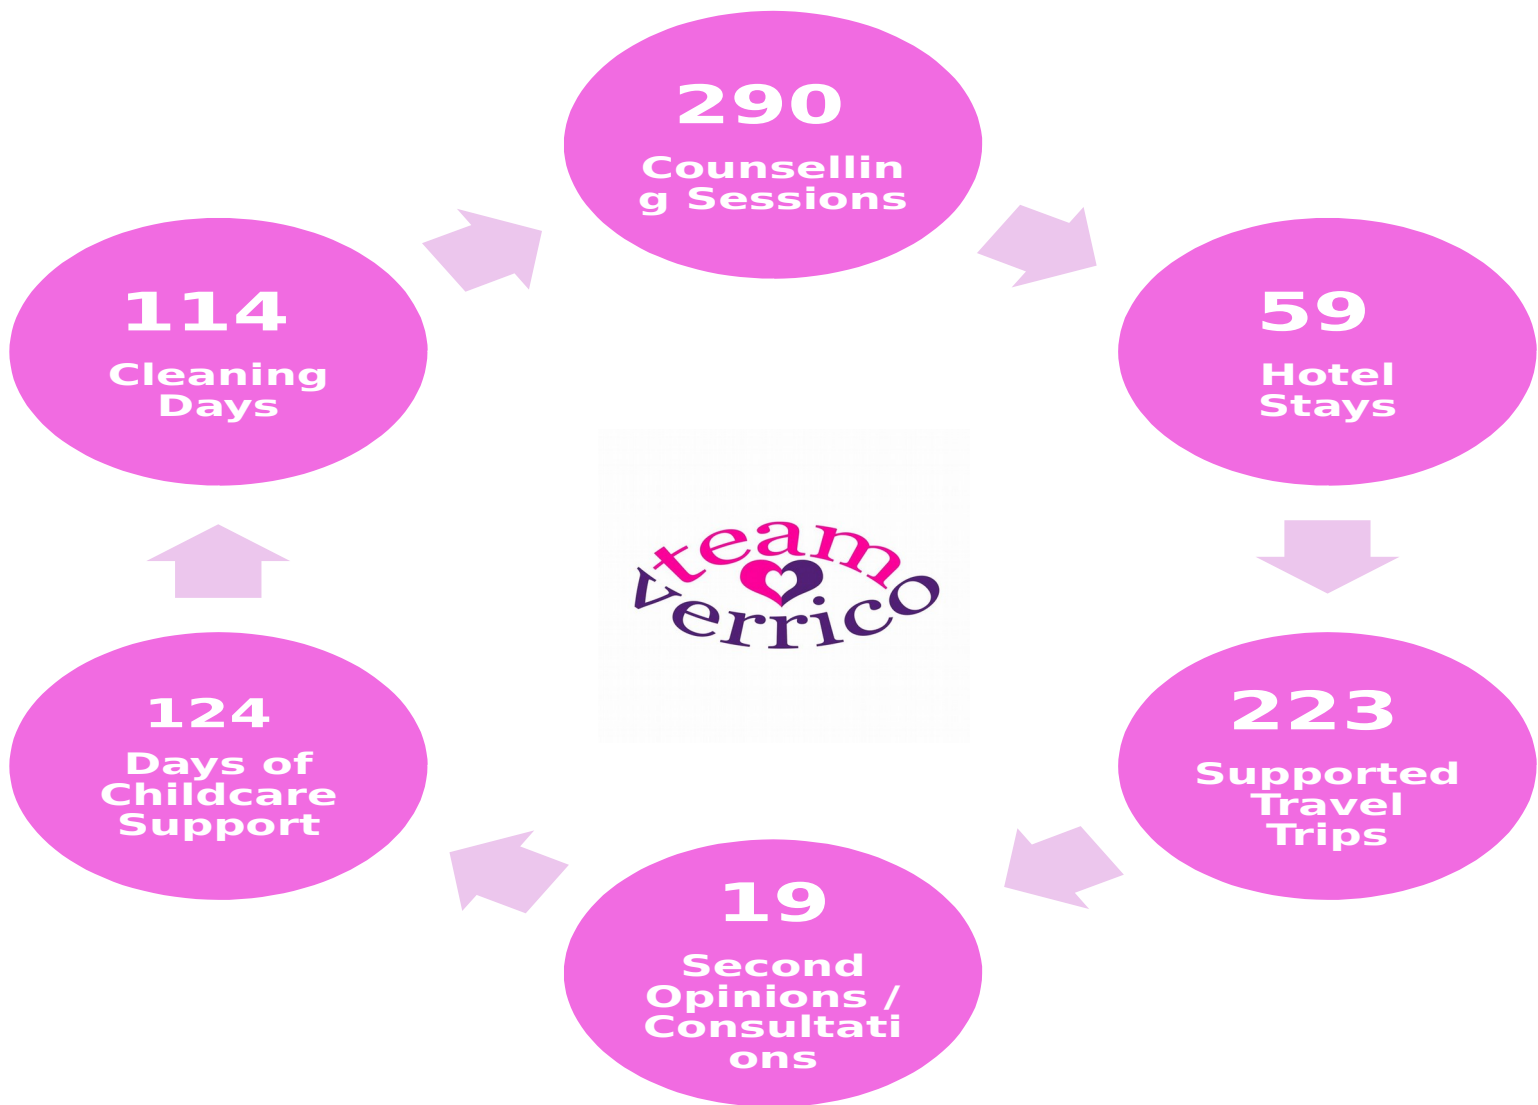 290
Counsellin
g Sessions
59
Hotel
Stays
223
Supported
Travel
Trips
19
Second
Opinions /
Consultati
ons
124
Days of
Childcare
Support
114
Cleaning
Days
team
verrico